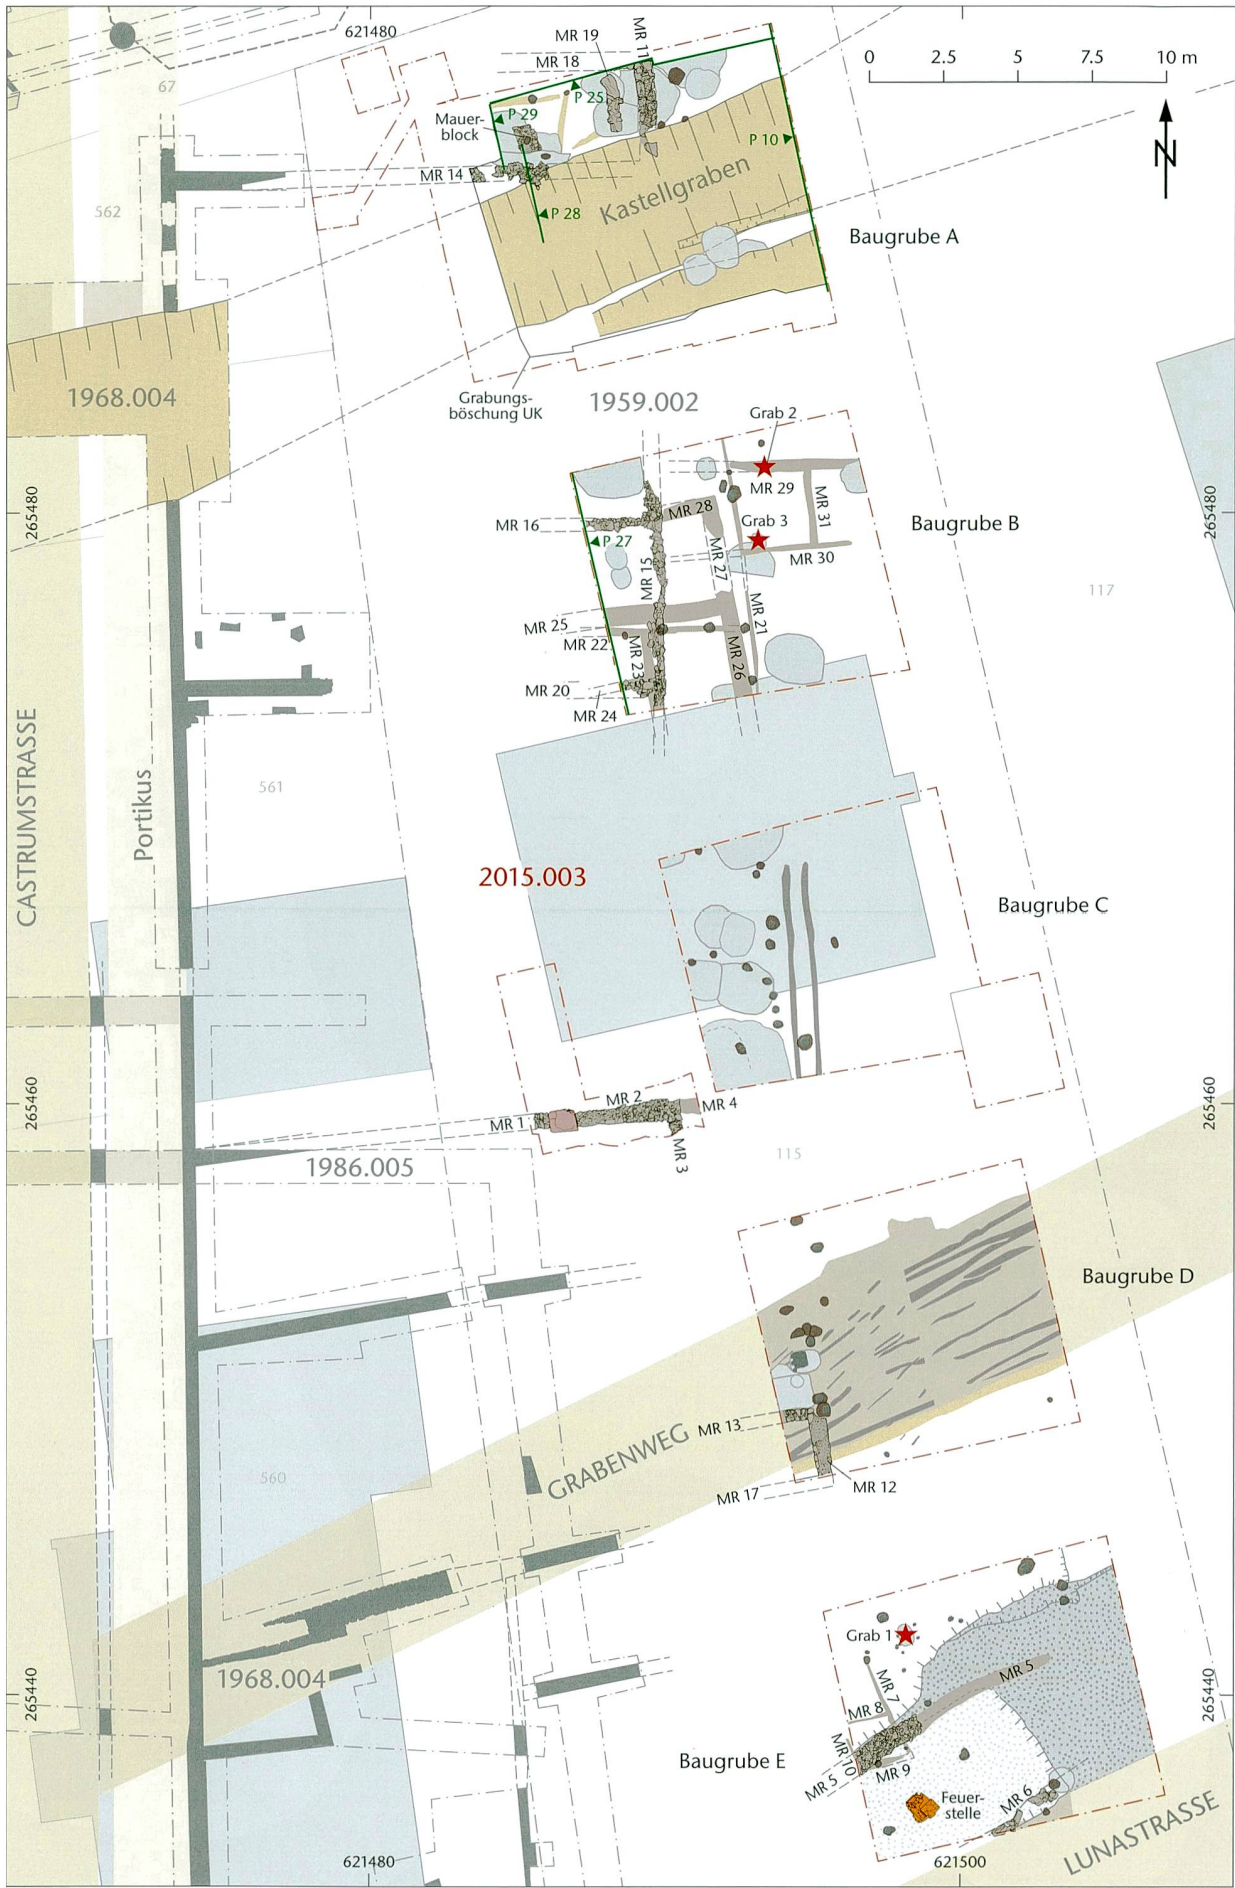 621480
0 2.5 5 7.5 10 m
N
MR 19
MR 18
MR 11
P 25
P 29
Mauer-
block
P 10
67
MR 14
562
P 28
Kastellgraben
Baugrube A
1968.004
Grabungs-
böschung UK
1959.002
Grab 2
MR 29
265480
265480
MR 16
MR 28
MR 31
Grab 3
Baugrube B
P 27
MR 15
MR 27
MR 30
117
MR 25
MR 21
MR 22
MR 23
MR 26
MR 20
MR 24
CASTRUMSTRASSE
Portikus
561
2015.003
Baugrube C
265460
265460
MR 2
MR 4
MR 1
MR 3
1986.005
115
Baugrube D
GRABENWEG
MR 13
560
MR 17
MR 12
Grab 1
1968.004
265440
265440
MR 5
MR 7
MR 8
MR 10
Baugrube E
MR 5
MR 9
MR 6
Feuer-
stelle
LUNASTRASSE
621480
621500